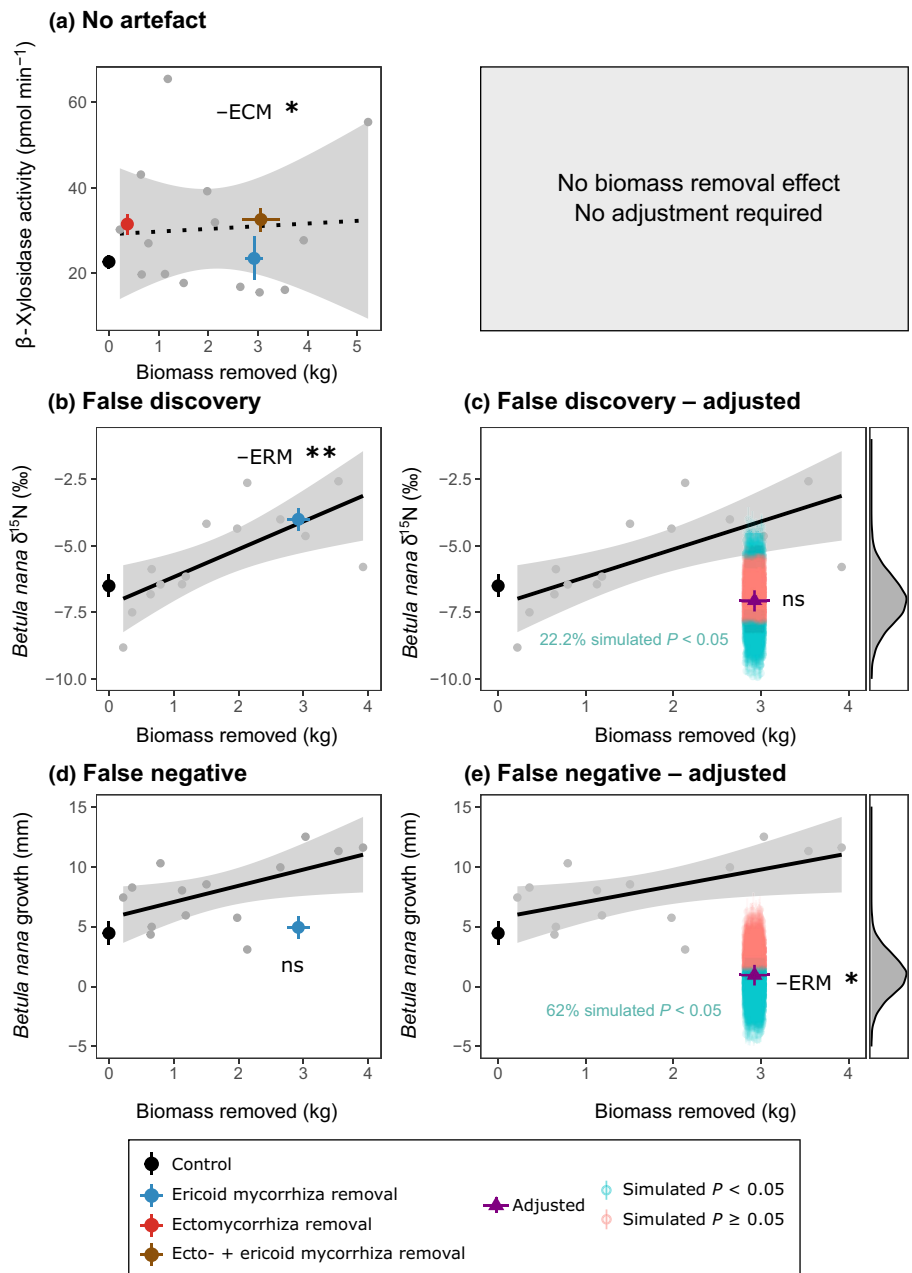 (a) No artefact
β-Xylosidase activity (pmol min⁻¹)
60
40
20
−ECM *
0 1 2 3 4 5
Biomass removed (kg)
No biomass removal effect
No adjustment required
(b) False discovery
Betula nana δ¹⁵N (‰)
−2.5
−5.0
−7.5
−10.0
−ERM **
0 1 2 3 4
Biomass removed (kg)
(c) False discovery – adjusted
Betula nana δ¹⁵N (‰)
−2.5
−5.0
−7.5
−10.0
ns
22.2% simulated P < 0.05
0 1 2 3 4
Biomass removed (kg)
(d) False negative
Betula nana growth (mm)
15
10
5
0
−5
ns
0 1 2 3 4
Biomass removed (kg)
(e) False negative – adjusted
Betula nana growth (mm)
15
10
5
0
−5
−ERM *
62% simulated P < 0.05
0 1 2 3 4
Biomass removed (kg)
Control
Ericoid mycorrhiza removal
Ectomycorrhiza removal
Ecto- + ericoid mycorrhiza removal
Adjusted
Simulated P < 0.05
Simulated P ≥ 0.05